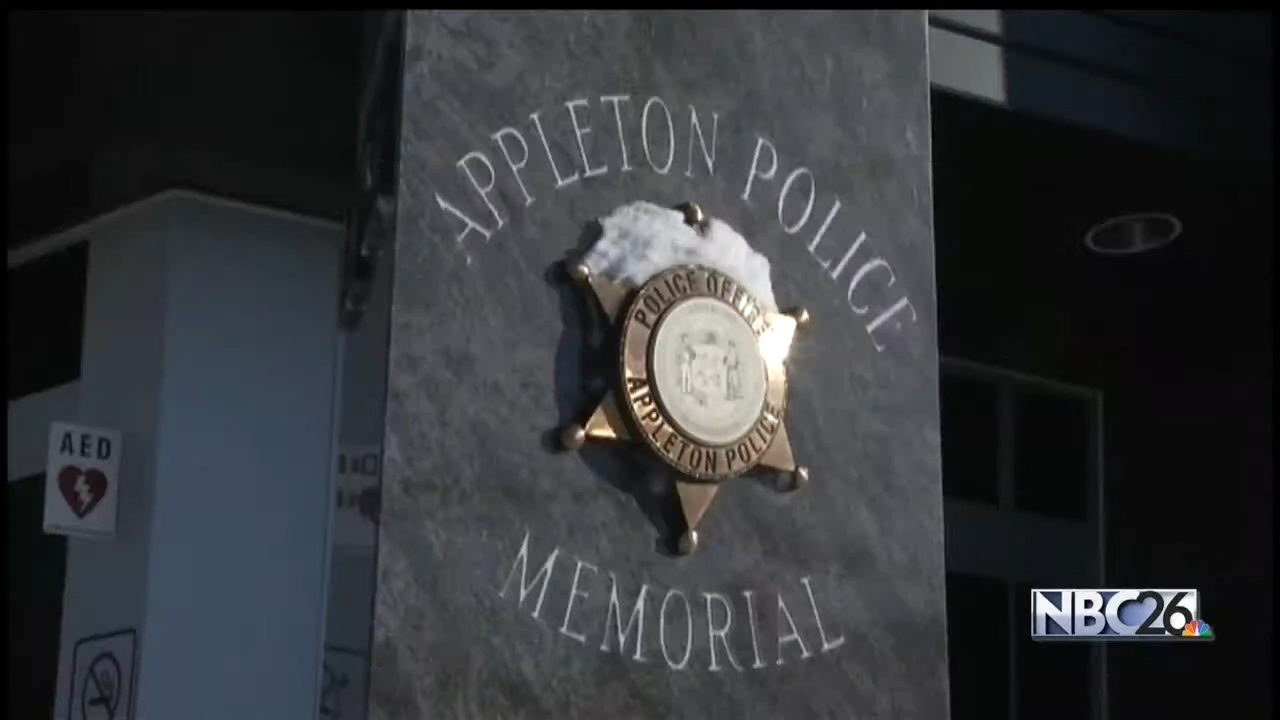 APPLETON POLICE
POLICE OFFICER
APPLETON POLICE
MEMORIAL
AED
NBC26